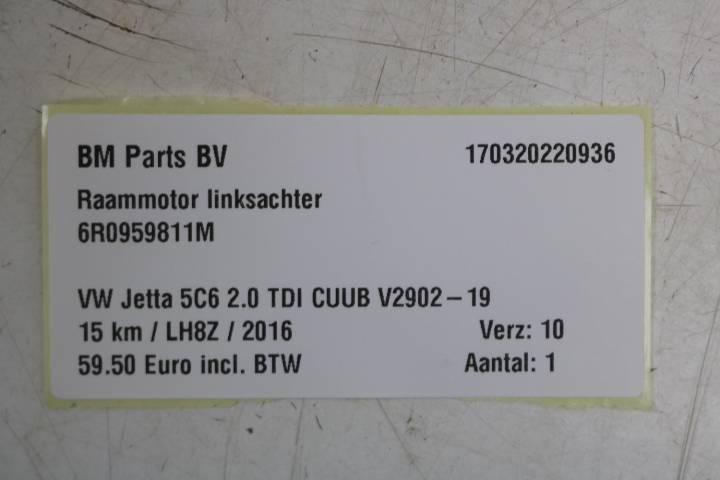 BM Parts BV 170320220936
Raammotor linksachter
6R0959811M
VW Jetta 5C6 2.0 TDI CUUB V2902 – 19
15 km / LH8Z / 2016 Verz: 10
59.50 Euro incl. BTW Aantal: 1